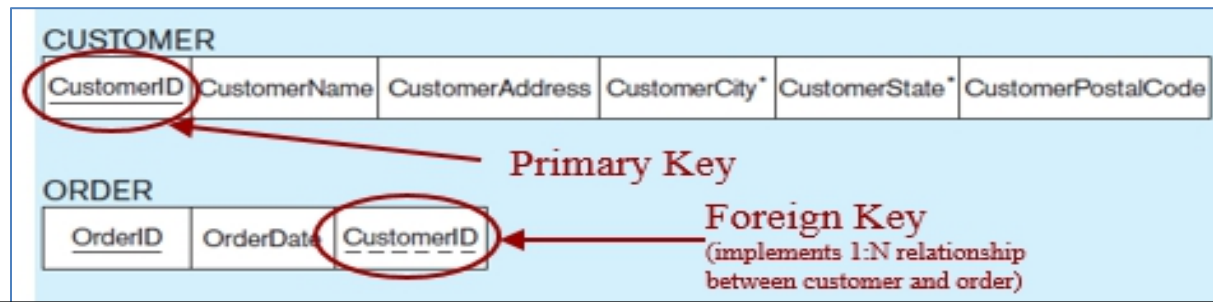 CUSTOMER
CustomerID CustomerName CustomerAddress CustomerCity* CustomerState* CustomerPostalCode
Primary Key
ORDER
OrderID OrderDate CustomerID
Foreign Key
(implements 1:N relationship
between customer and order)